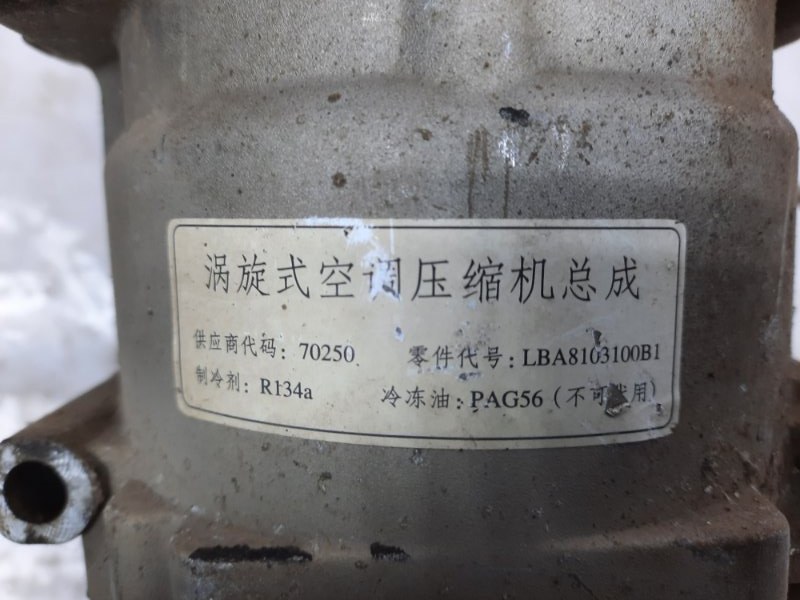 涡旋式空调压缩机总成
供应商代码: 70250 零件代号: LBA8103100B1
制冷剂: R134a 冷冻油: PAG56 (不可 用)